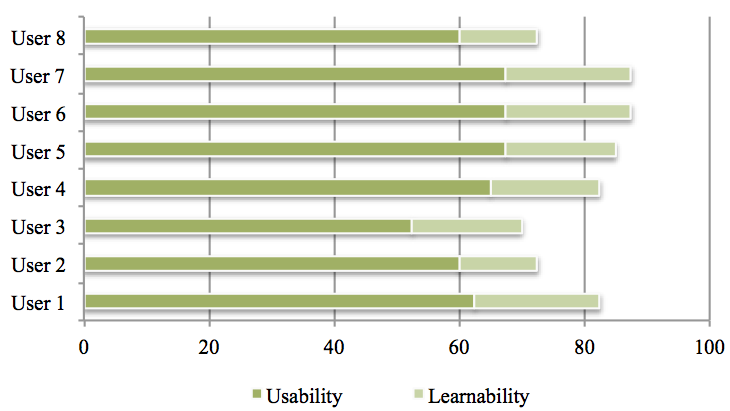 User 8
User 7
User 6
User 5
User 4
User 3
User 2
User 1
0 20 40 60 80 100
Usability Learnability